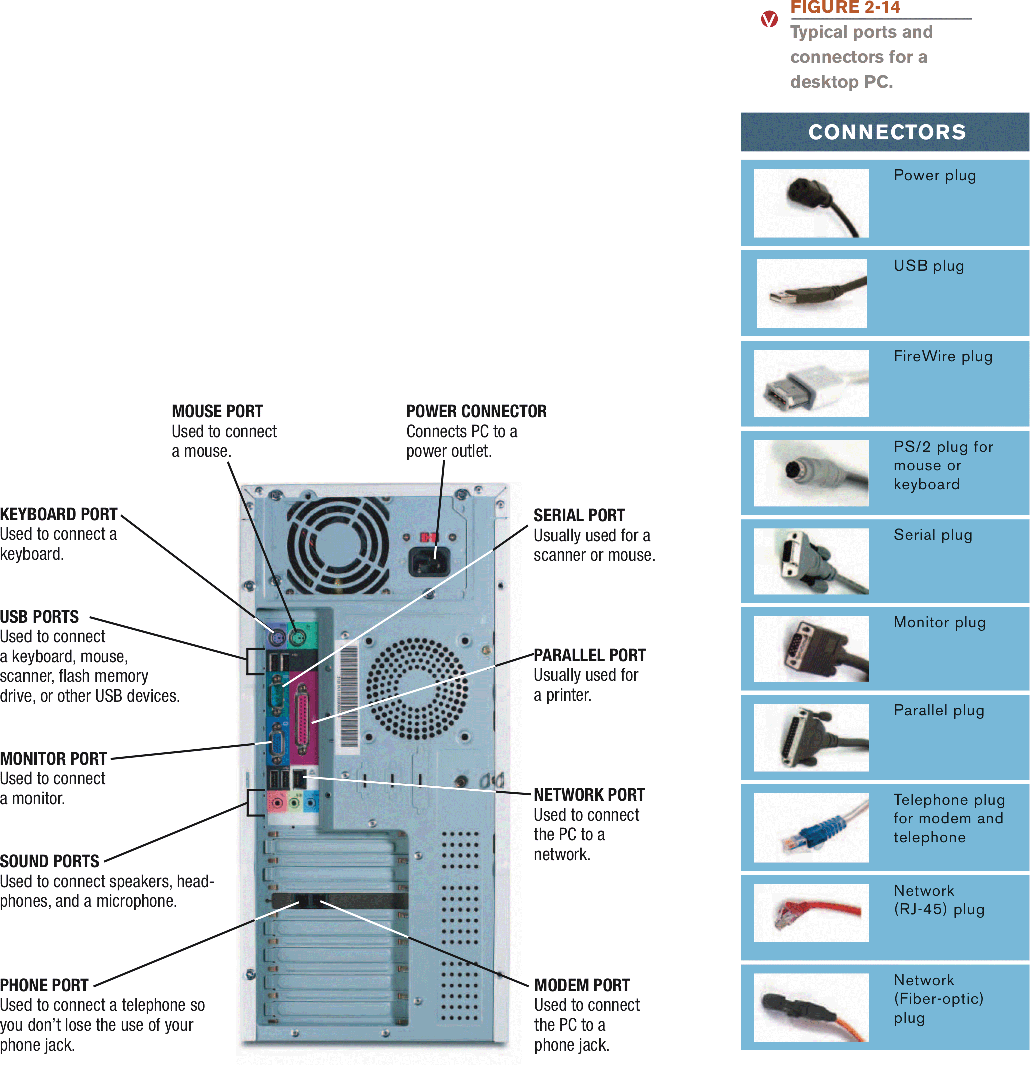 FIGURE 2-14
Typical ports and
connectors for a
desktop PC.
CONNECTORS
Power plug
USB plug
FireWire plug
PS/2 plug for
mouse or
keyboard
Serial plug
Monitor plug
Parallel plug
Telephone plug
for modem and
telephone
Network
(RJ-45) plug
Network
(Fiber-optic)
plug
MOUSE PORT
Used to connect
a mouse.
POWER CONNECTOR
Connects PC to a
power outlet.
KEYBOARD PORT
Used to connect a
keyboard.
SERIAL PORT
Usually used for a
scanner or mouse.
USB PORTS
Used to connect
a keyboard, mouse,
scanner, flash memory
drive, or other USB devices.
PARALLEL PORT
Usually used for
a printer.
MONITOR PORT
Used to connect
a monitor.
NETWORK PORT
Used to connect
the PC to a
network.
SOUND PORTS
Used to connect speakers, head-
phones, and a microphone.
PHONE PORT
Used to connect a telephone so
you don’t lose the use of your
phone jack.
MODEM PORT
Used to connect
the PC to a
phone jack.